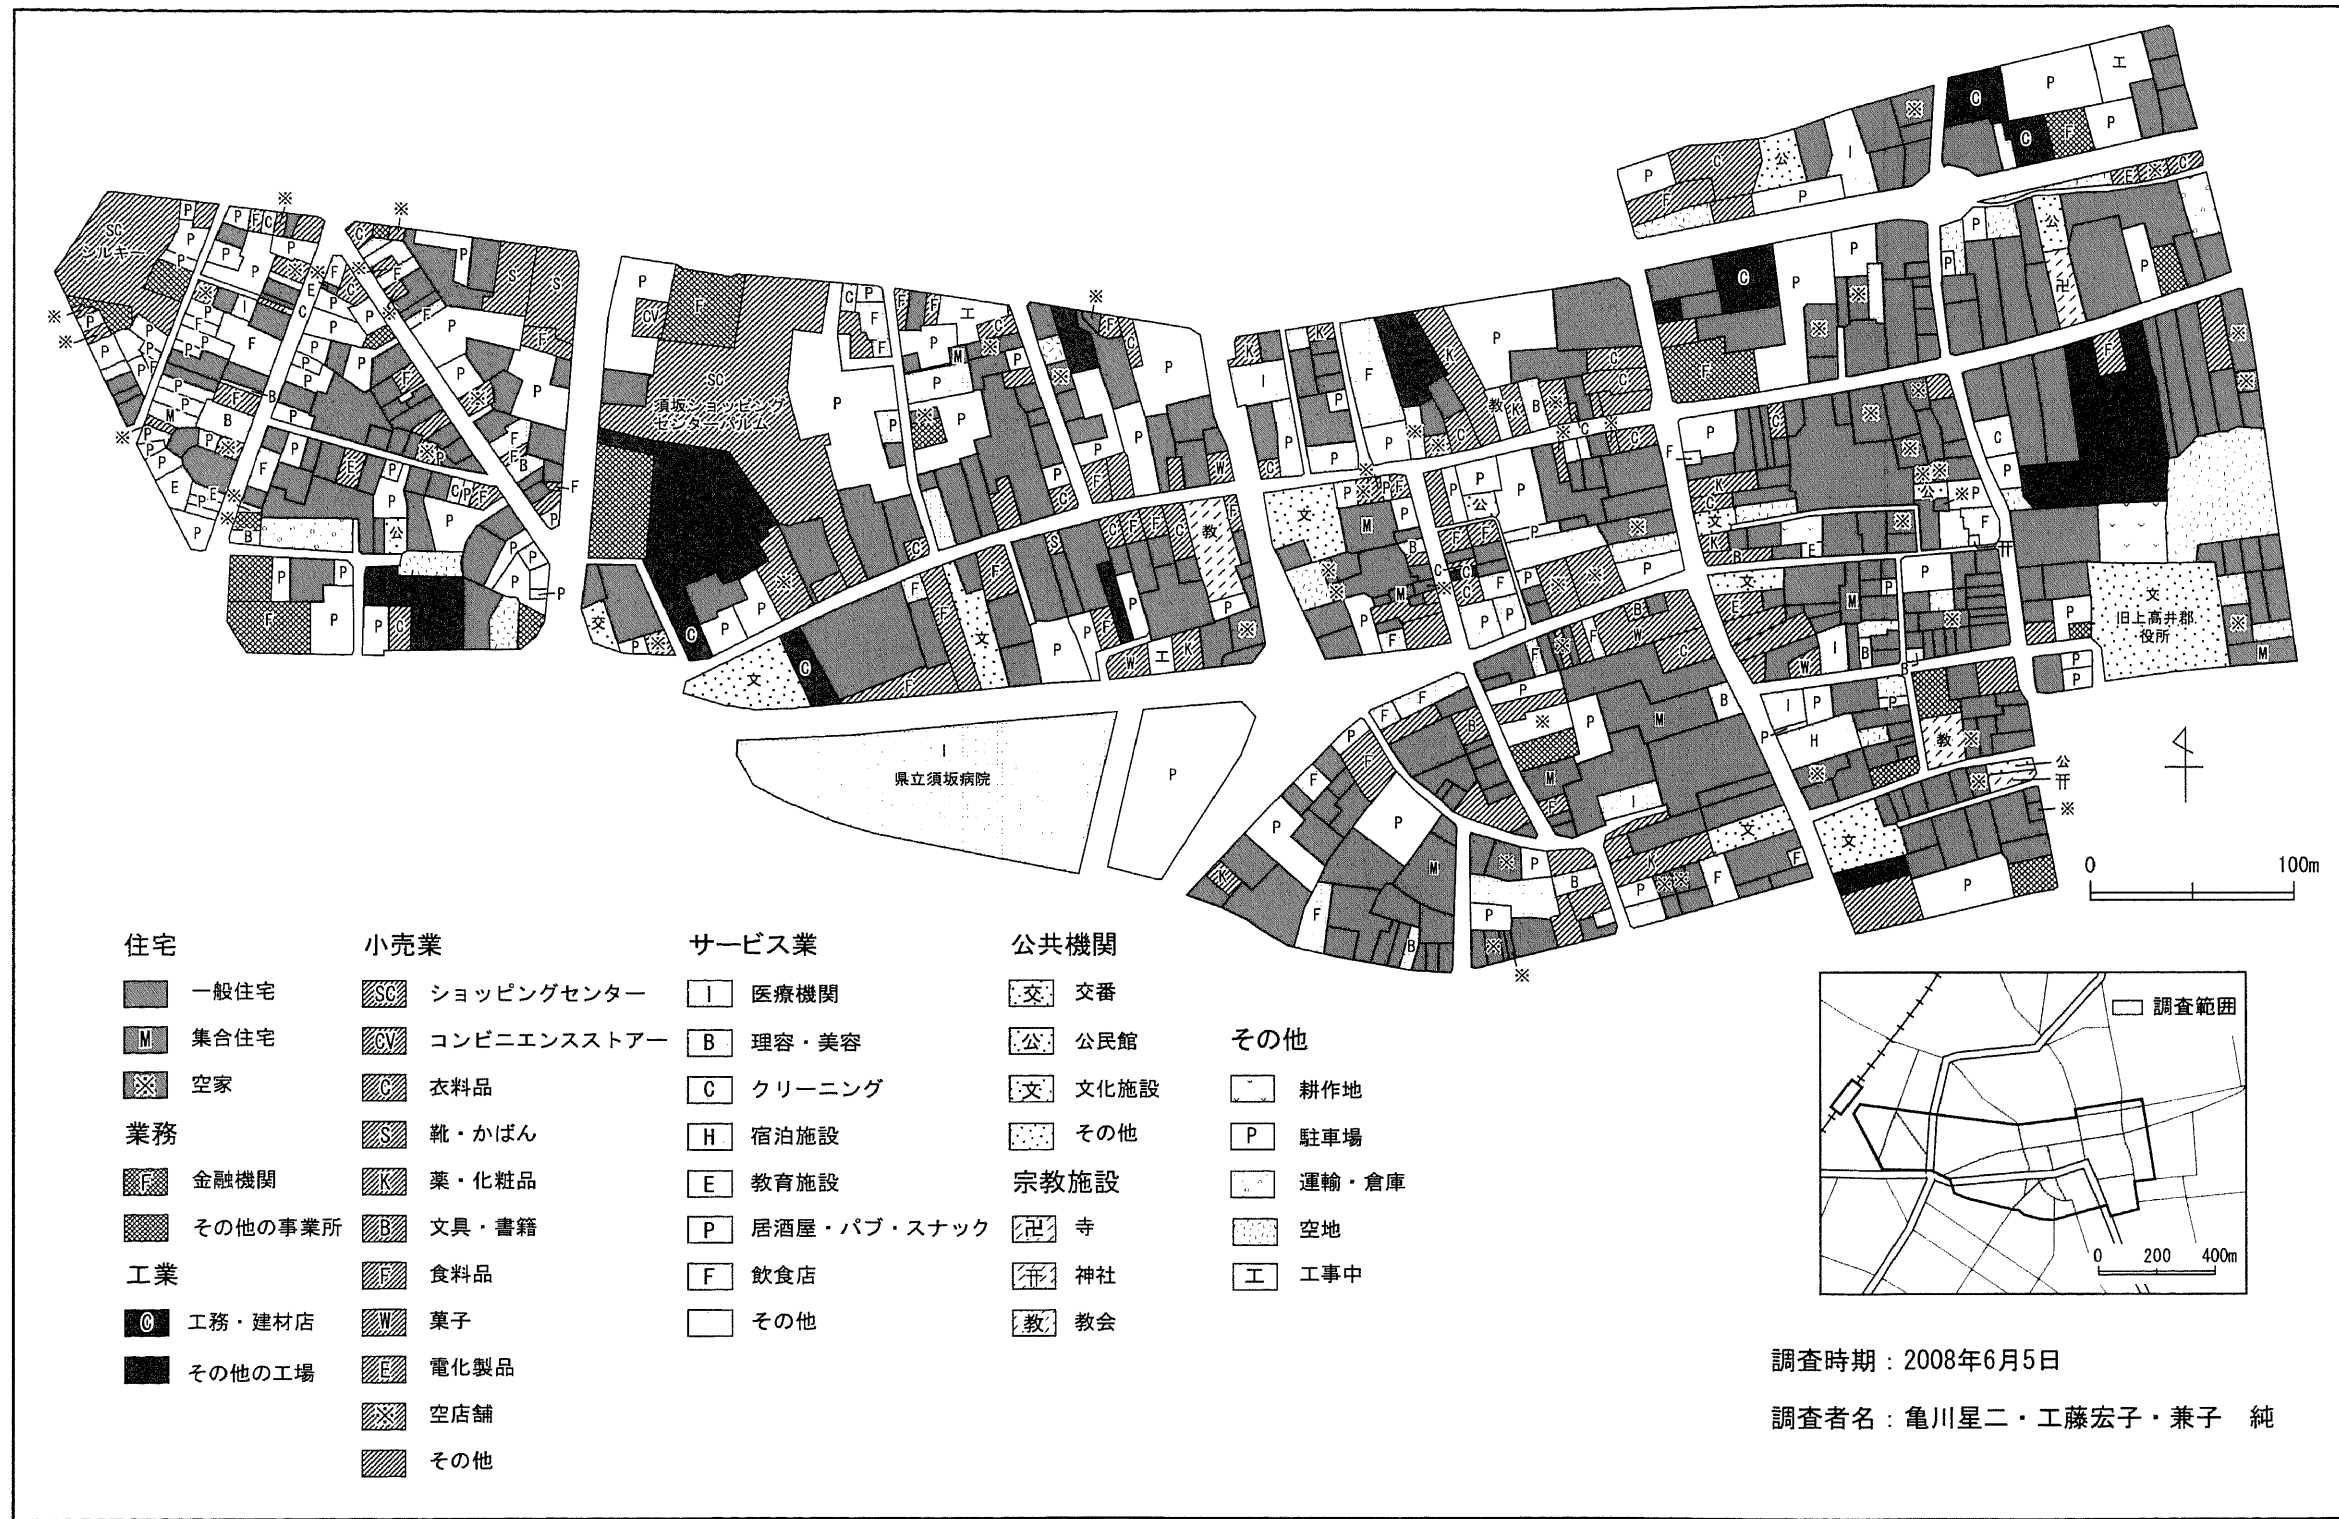 SC
シルキー
SC
須坂ショッピング
センターパルム
I
県立須坂病院
文
旧上高井郡
役所
0 100m
住宅
一般住宅
M 集合住宅
※ 空家
業務
F 金融機関
その他の事業所
工業
C 工務・建材店
その他の工場
小売業
SC ショッピングセンター
CV コンビニエンスストアー
C 衣料品
S 靴・かばん
K 薬・化粧品
B 文具・書籍
F 食料品
W 菓子
E 電化製品
※ 空店舗
その他
サービス業
I 医療機関
B 理容・美容
C クリーニング
H 宿泊施設
E 教育施設
P 居酒屋・パブ・スナック
F 飲食店
その他
公共機関
交 交番
公 公民館
文 文化施設
その他
宗教施設
卍 寺
⛩ 神社
教 教会
その他
耕作地
P 駐車場
運輸・倉庫
空地
工 工事中
調査範囲
0 200 400m
調査時期：2008年6月5日
調査者名：亀川星二・工藤宏子・兼子 純